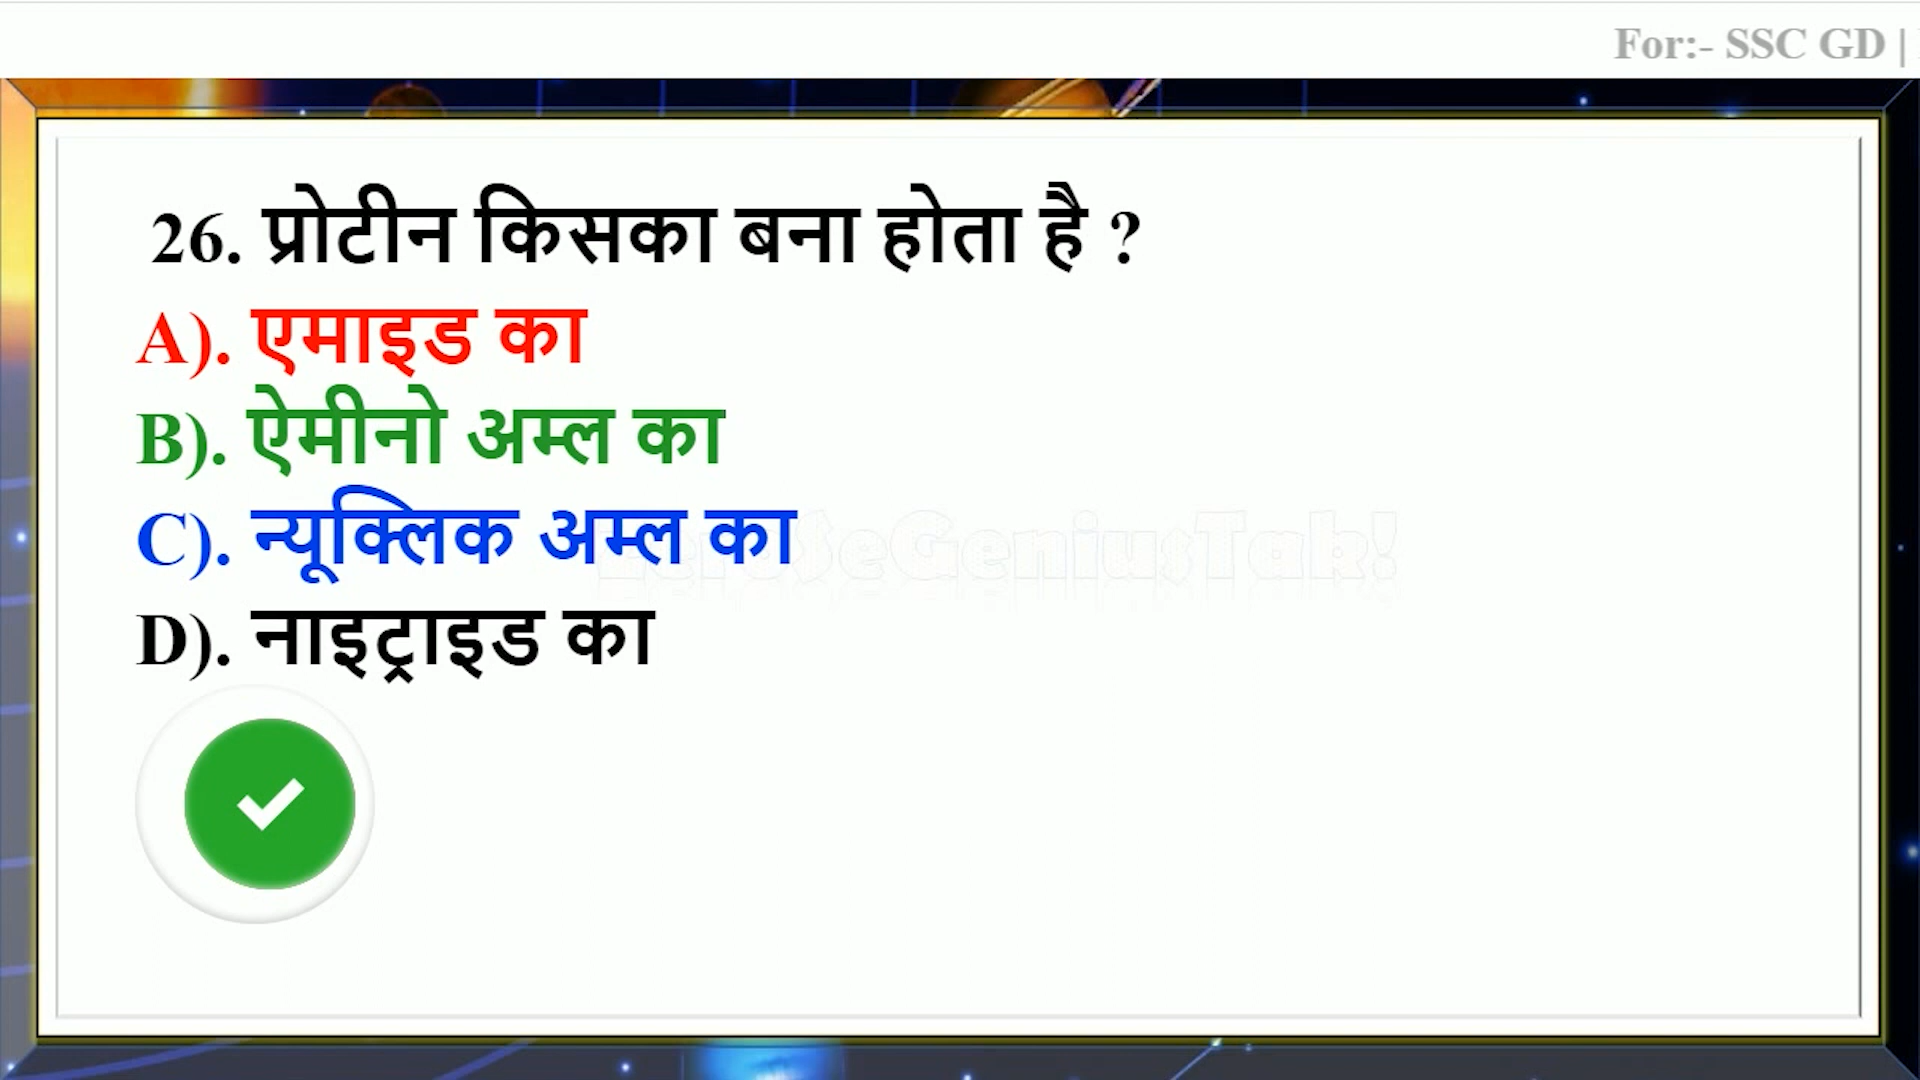 For:- SSC GD |
26. प्रोटीन किसका बना होता है ?
A). एमाइड का
B). ऐमीनो अम्ल का
C). न्यूक्लिक अम्ल का
D). नाइट्राइड का